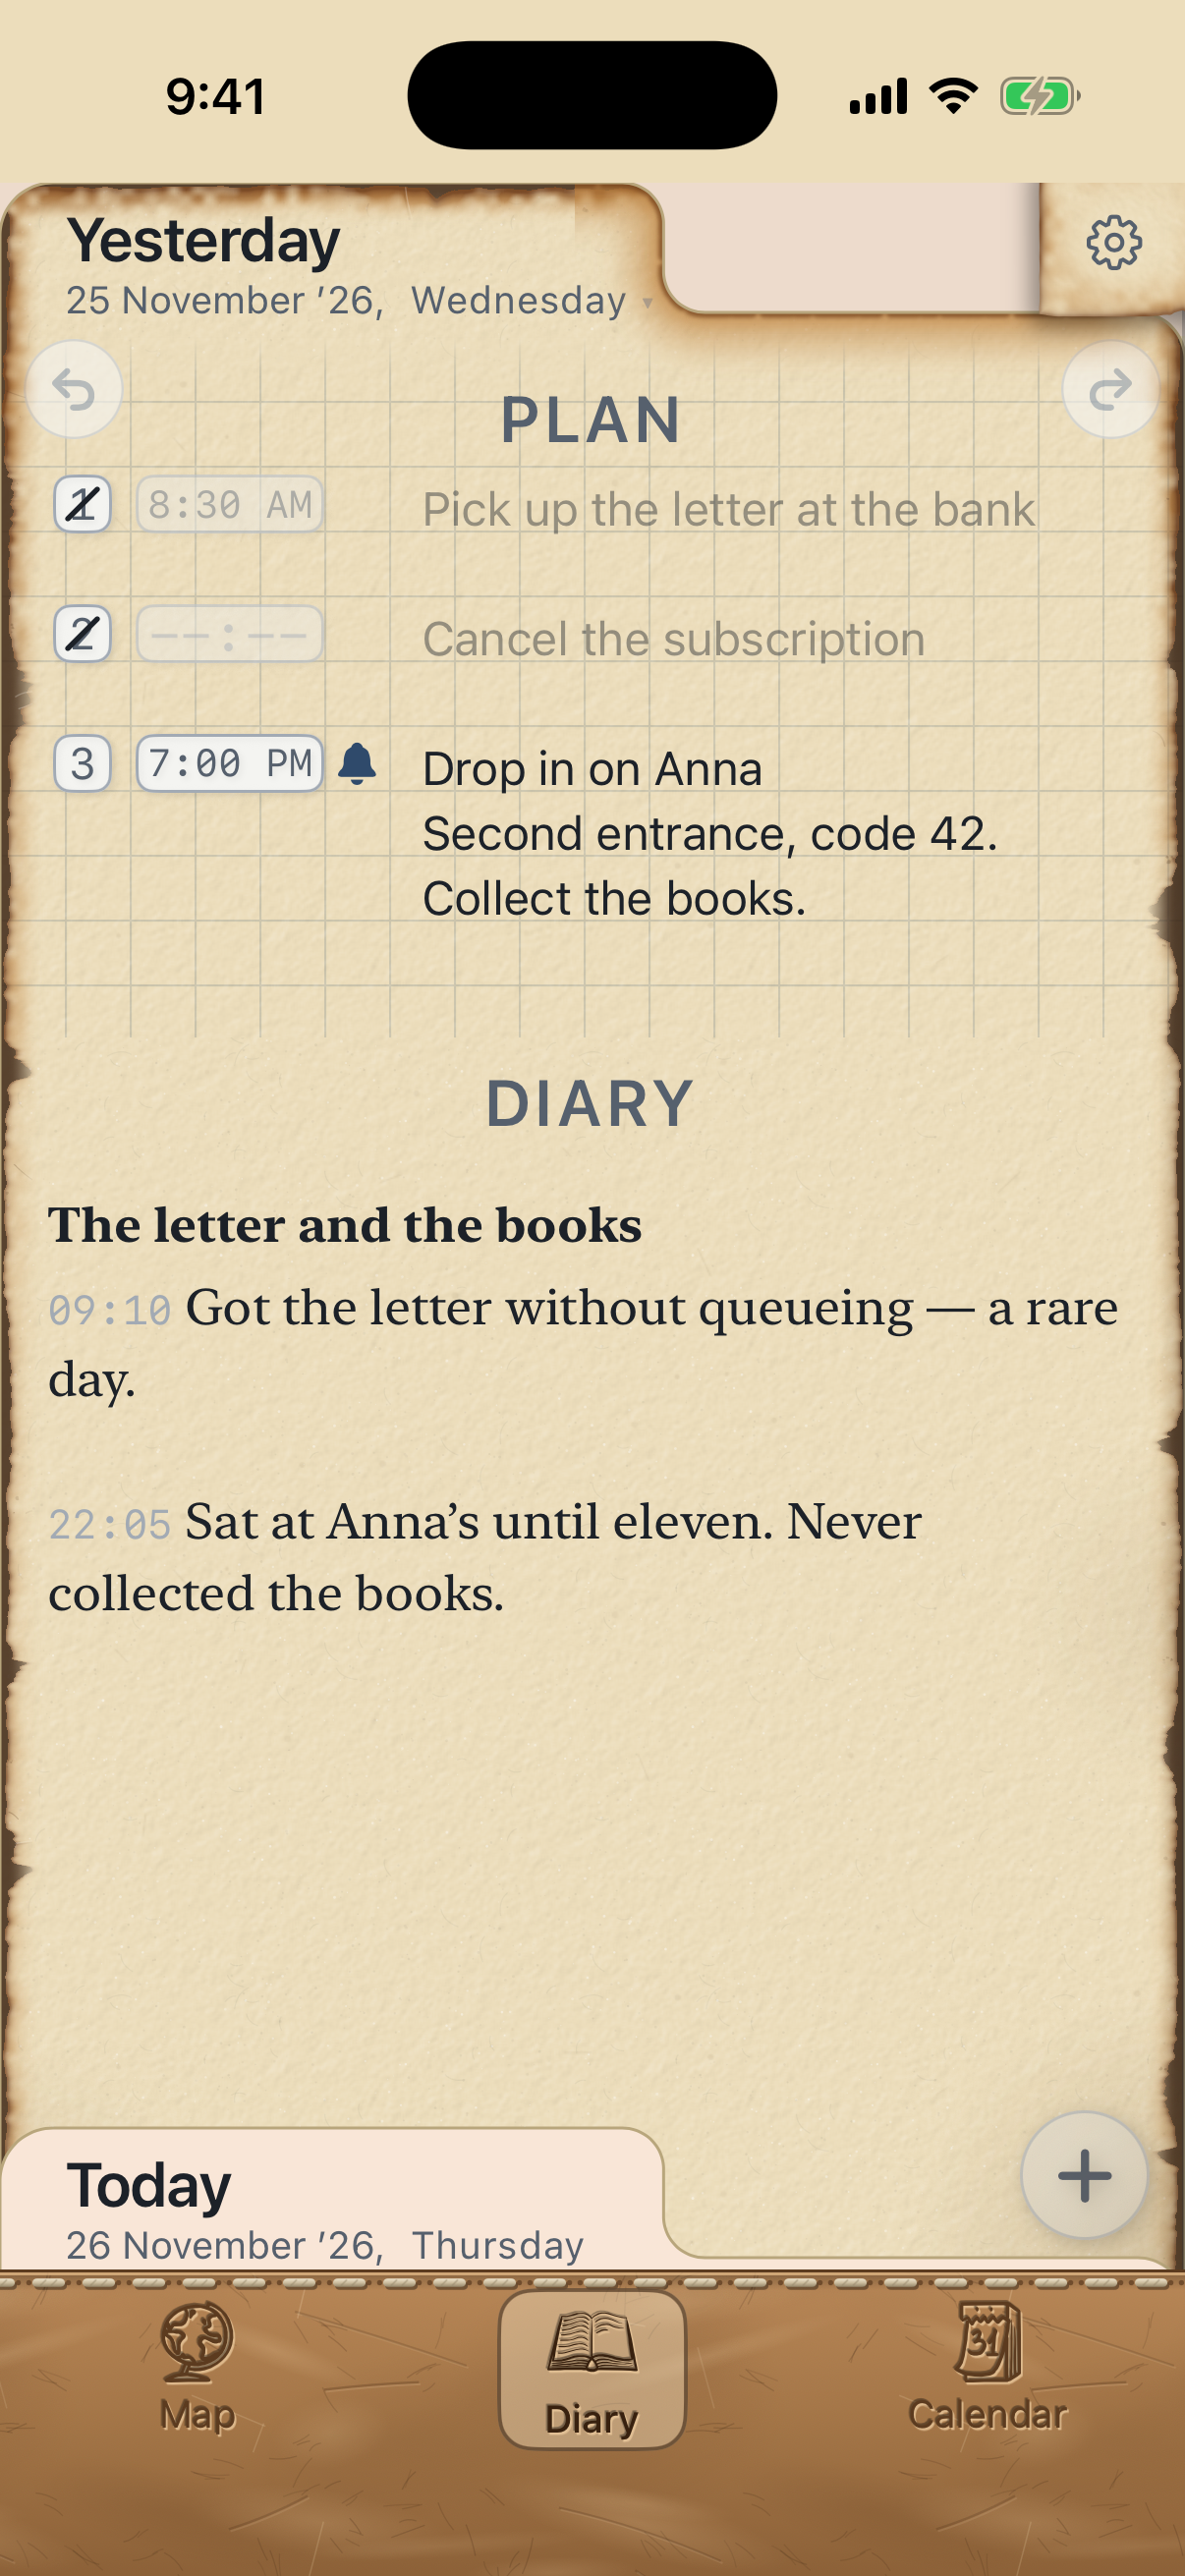 9:41
Yesterday
25 November ’26, Wednesday ▾
PLAN
1 8:30 AM Pick up the letter at the bank
2 --:-- Cancel the subscription
3 7:00 PM Drop in on Anna
Second entrance, code 42.
Collect the books.
DIARY
The letter and the books
09:10 Got the letter without queueing — a rare
day.
22:05 Sat at Anna’s until eleven. Never
collected the books.
Today
26 November ’26, Thursday
31
Map Diary Calendar